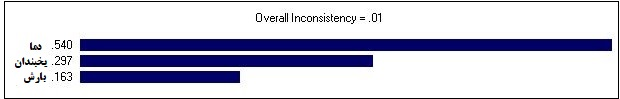 Overall Inconsistency = .01
دما .540
یخبندان .297
بارش .163